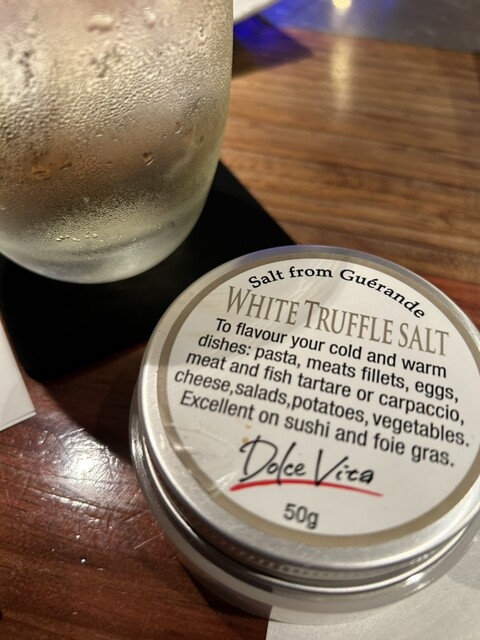 Salt from Guérande
WHITE TRUFFLE SALT
To flavour your cold and warm
dishes: pasta, meats fillets, eggs,
meat and fish tartare or carpaccio,
cheese,salads,potatoes, vegetables.
Excellent on sushi and foie gras.
Dolce Vita
50g